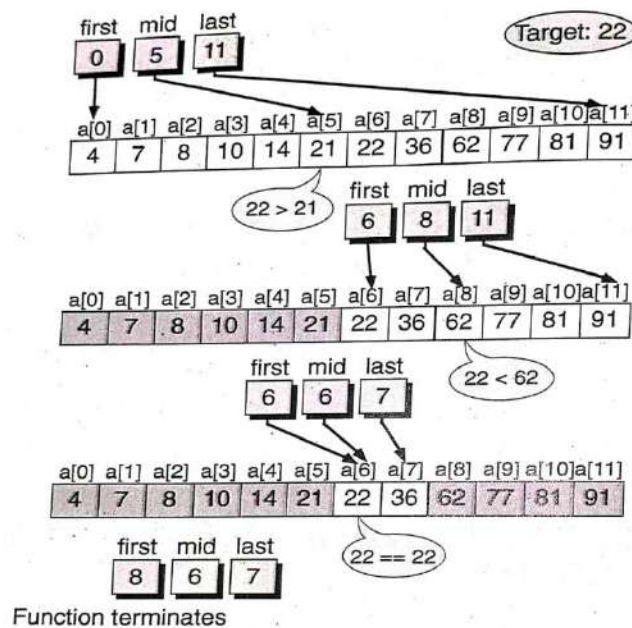 first mid last
Target: 22
0 5 11
a[0] a[1] a[2] a[3] a[4] a[5] a[6] a[7] a[8] a[9] a[10] a[11]
4 7 8 10 14 21 22 36 62 77 81 91
22 > 21
first mid last
6 8 11
a[0] a[1] a[2] a[3] a[4] a[5] a[6] a[7] a[8] a[9] a[10] a[11]
4 7 8 10 14 21 22 36 62 77 81 91
22 < 62
first mid last
6 6 7
a[0] a[1] a[2] a[3] a[4] a[5] a[6] a[7] a[8] a[9] a[10] a[11]
4 7 8 10 14 21 22 36 62 77 81 91
22 == 22
first mid last
8 6 7
Function terminates